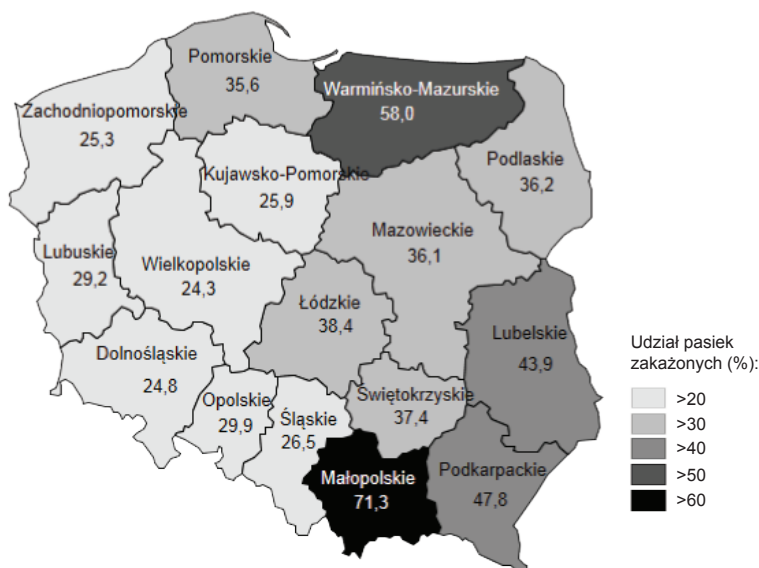 Pomorskie
35,6
Warmińsko-Mazurskie
58,0
Zachodniopomorskie
25,3
Podlaskie
36,2
Kujawsko-Pomorskie
25,9
Mazowieckie
36,1
Lubuskie
29,2
Wielkopolskie
24,3
Łódzkie
38,4
Lubelskie
43,9
Dolnośląskie
24,8
Opolskie
29,9
Śląskie
26,5
Świętokrzyskie
37,4
Małopolskie
71,3
Podkarpackie
47,8
Udział pasiek
zakażonych (%):
>20
>30
>40
>50
>60